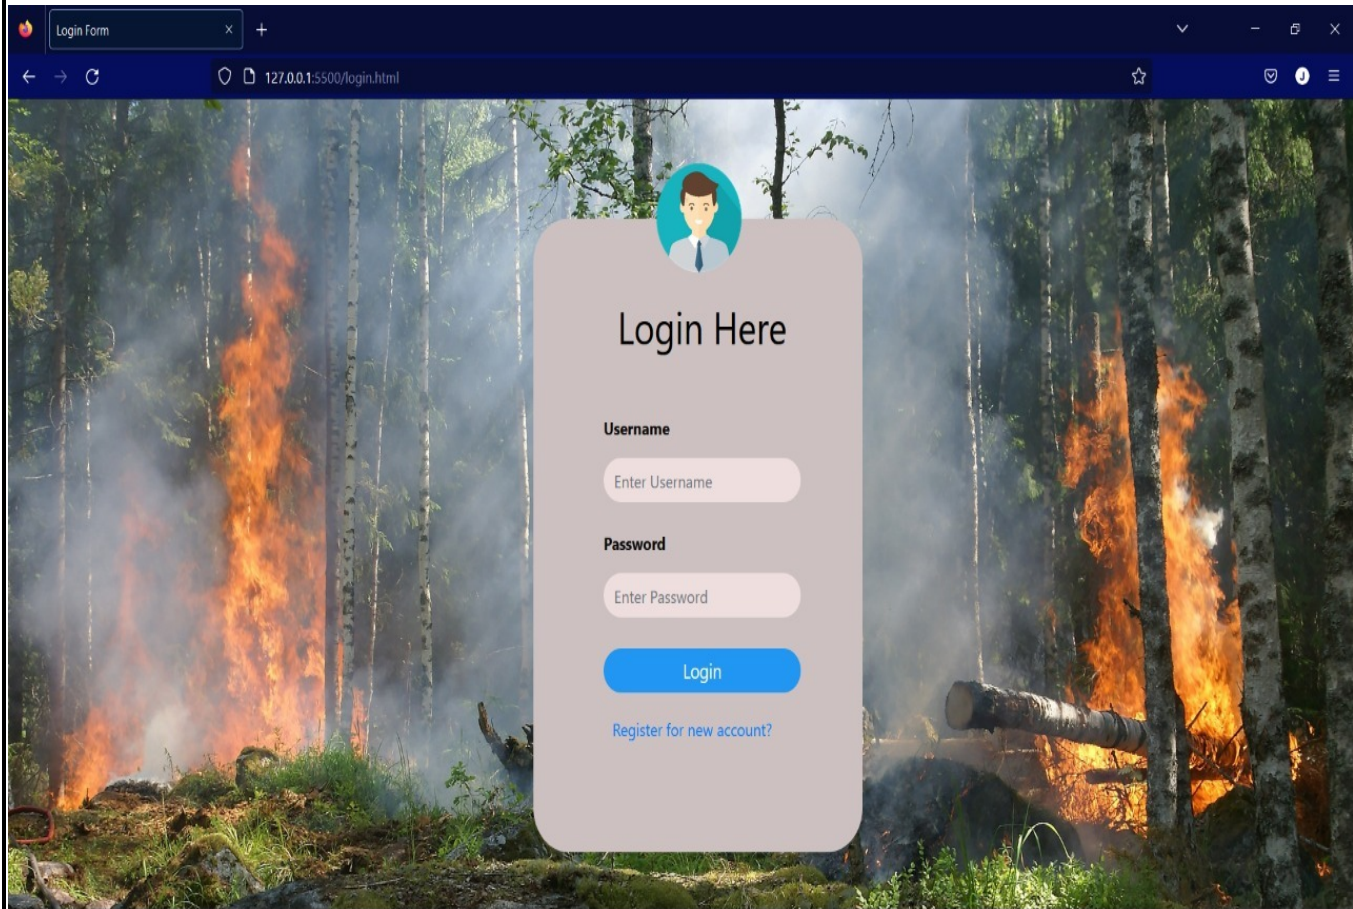 Login Form
127.0.0.1:5500/login.html
J
Login Here
Username
Enter Username
Password
Enter Password
Login
Register for new account?